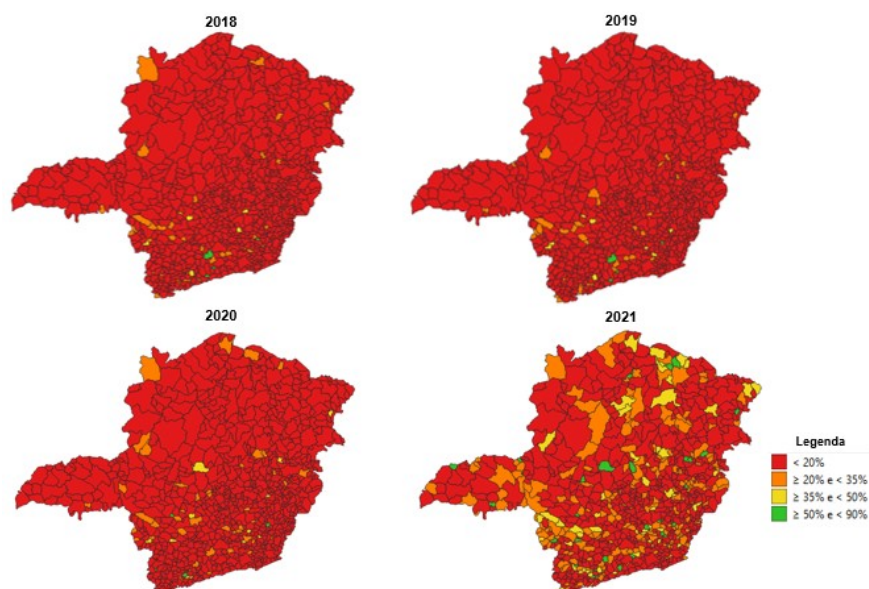 2018
2019
2020
2021
Legenda
< 20%
≥ 20% e < 35%
≥ 35% e < 50%
≥ 50% e < 90%